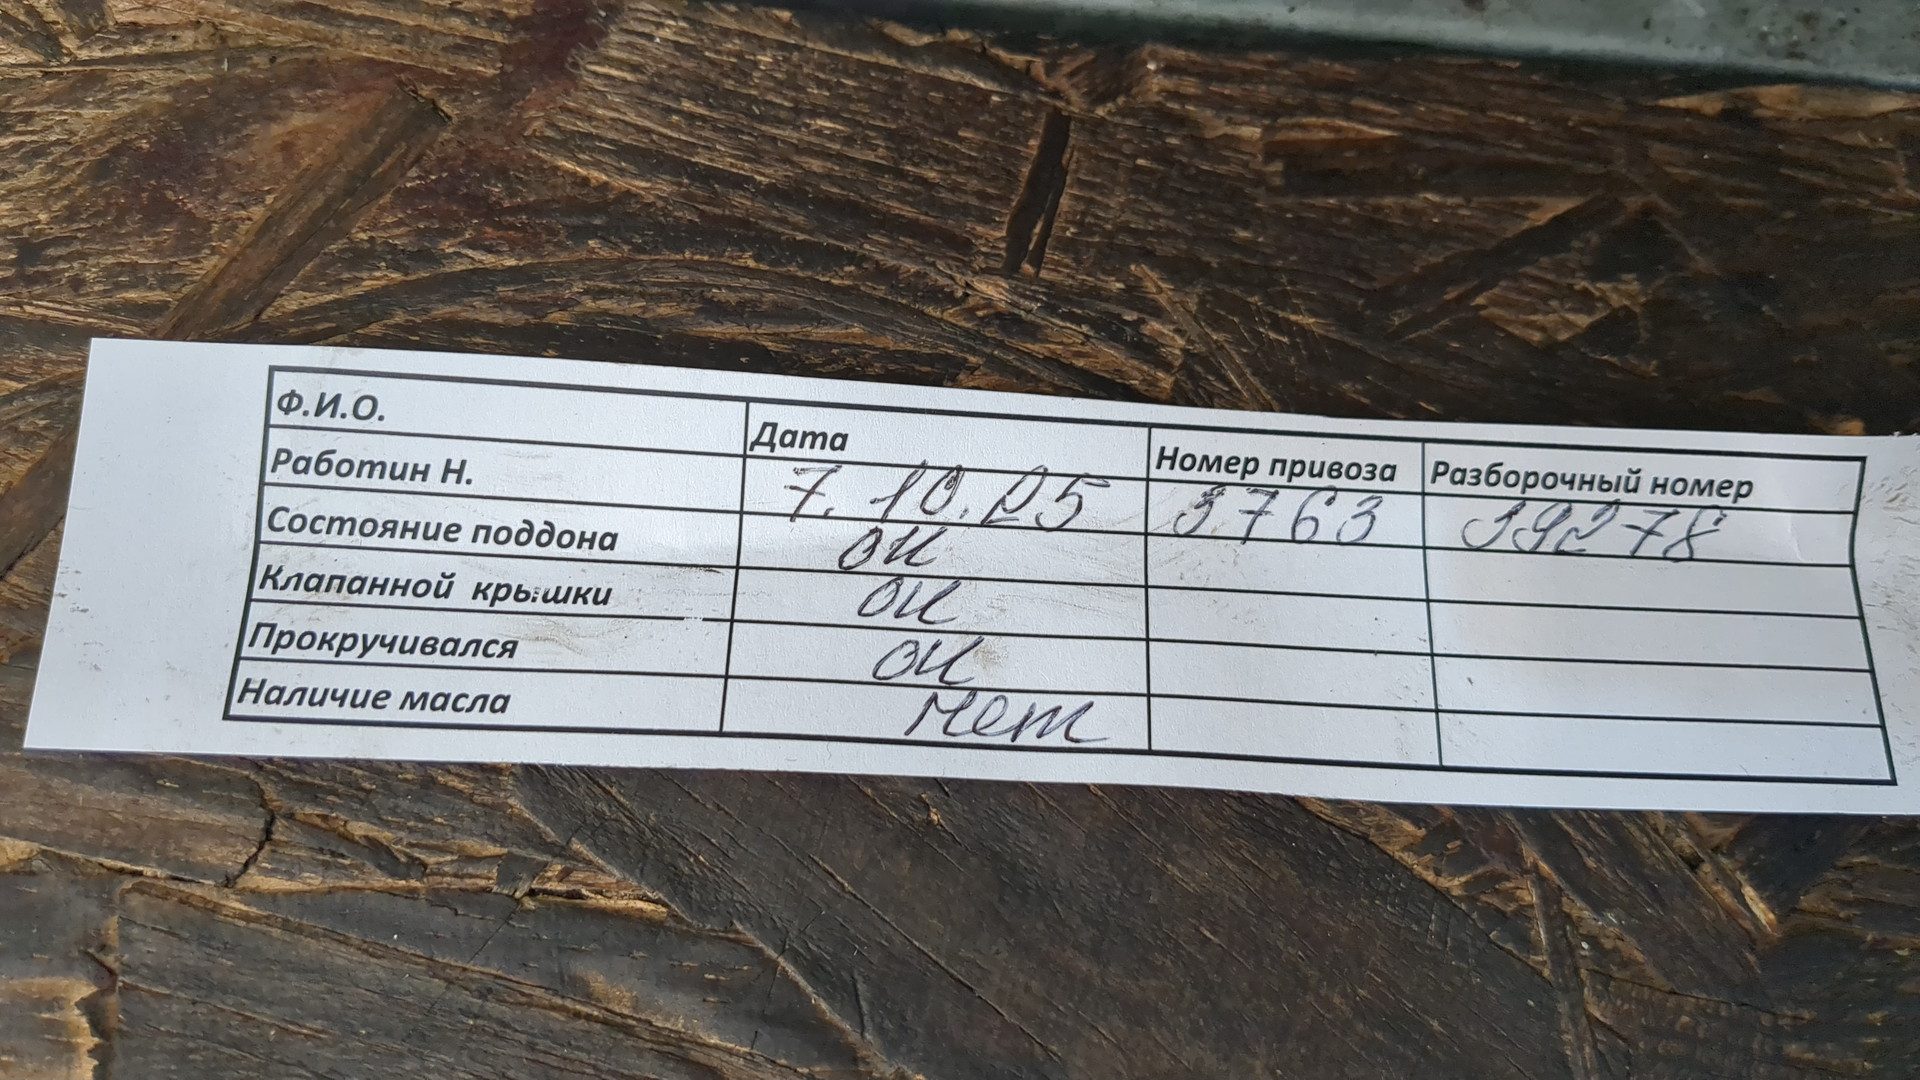 Ф.И.О. Дата Номер привоза Разборочный номер
Работин Н. 7.10.25 3763 39278
Состояние поддона ок
Клапанной крышки ок
Прокручивался ок
Наличие масла нет